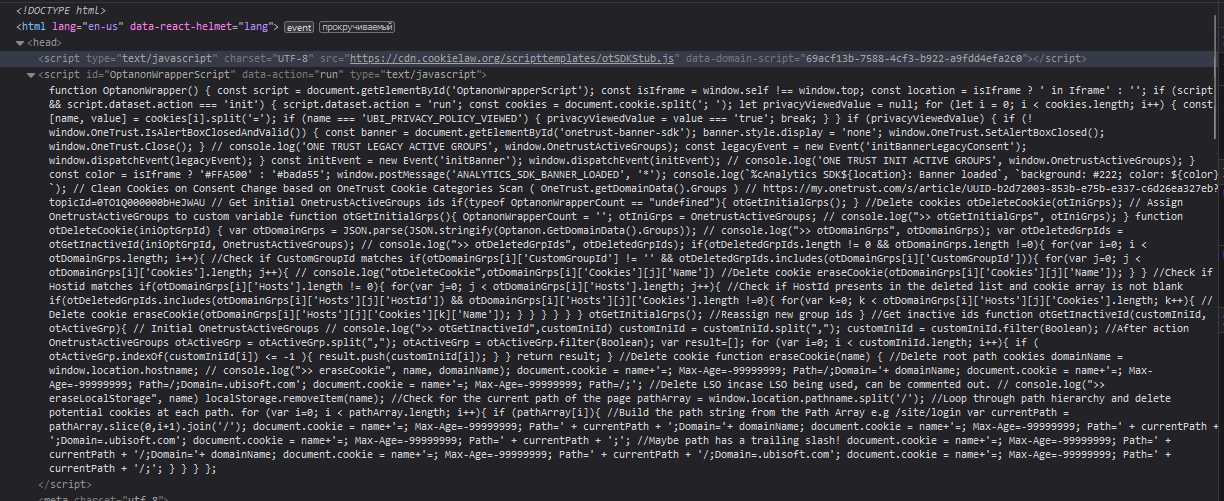 <!DOCTYPE html>
<html lang="en-us" data-react-helmet="lang"> event прокручиваемый
<head>
<script type="text/javascript" charset="UTF-8" src="https://cdn.cookielaw.org/scripttemplates/otSDKStub.js" data-domain-script="69acf13b-7588-4cf3-b922-a9fdd4efa2c0"></script>
<script id="OptanonWrapperScript" data-action="run" type="text/javascript">
function OptanonWrapper() { const script = document.getElementById('OptanonWrapperScript'); const isIframe = window.self !== window.top; const location = isIframe ? ' in Iframe' : ''; if (script
&& script.dataset.action === 'init') { script.dataset.action = 'run'; const cookies = document.cookie.split('; '); let privacyViewedValue = null; for (let i = 0; i < cookies.length; i++) { const
[name, value] = cookies[i].split('='); if (name === 'UBI_PRIVACY_POLICY_VIEWED') { privacyViewedValue = value === 'true'; break; } } if (privacyViewedValue) { if (!
window.OneTrust.IsAlertBoxClosedAndValid()) { const banner = document.getElementById('onetrust-banner-sdk'); banner.style.display = 'none'; window.OneTrust.SetAlertBoxClosed();
window.OneTrust.Close(); } // console.log('ONE TRUST LEGACY ACTIVE GROUPS', window.OnetrustActiveGroups); const legacyEvent = new Event('initBannerLegacyConsent');
window.dispatchEvent(legacyEvent); } const initEvent = new Event('initBanner'); window.dispatchEvent(initEvent); // console.log('ONE TRUST INIT ACTIVE GROUPS', window.OnetrustActiveGroups); }
const color = isIframe ? '#FFA500' : '#bada55'; window.postMessage('ANALYTICS_SDK_BANNER_LOADED', '*'); console.log(`%cAnalytics SDK${location}: Banner loaded`, `background: #222; color: ${color}
`); // Clean Cookies on Consent Change based on OneTrust Cookie Categories Scan ( OneTrust.getDomainData().Groups ) // https://my.onetrust.com/s/article/UUID-b2d72003-853b-e75b-e337-c6d26ea327eb?
topicId=0TO1Q000000bHeJWAU // Get initial OnetrustActiveGroups ids if(typeof OptanonWrapperCount == "undefined"){ otGetInitialGrps(); } //Delete cookies otDeleteCookie(otIniGrps); // Assign
OnetrustActiveGroups to custom variable function otGetInitialGrps(){ OptanonWrapperCount = ''; otIniGrps = OnetrustActiveGroups; // console.log(">> otGetInitialGrps", otIniGrps); } function
otDeleteCookie(iniOptGrpId) { var otDomainGrps = JSON.parse(JSON.stringify(Optanon.GetDomainData().Groups)); // console.log(">> otDomainGrps", otDomainGrps); var otDeletedGrpIds =
otGetInactiveId(iniOptGrpId, OnetrustActiveGroups); // console.log(">> otDeletedGrpIds", otDeletedGrpIds); if(otDeletedGrpIds.length != 0 && otDomainGrps.length !=0){ for(var i=0; i <
otDomainGrps.length; i++){ //Check if CustomGroupId matches if(otDomainGrps[i]['CustomGroupId'] != '' && otDeletedGrpIds.includes(otDomainGrps[i]['CustomGroupId'])){ for(var j=0; j <
otDomainGrps[i]['Cookies'].length; j++){ // console.log("otDeleteCookie",otDomainGrps[i]['Cookies'][j]['Name']) //Delete cookie eraseCookie(otDomainGrps[i]['Cookies'][j]['Name']); } } //Check if
Hostid matches if(otDomainGrps[i]['Hosts'].length != 0){ for(var j=0; j < otDomainGrps[i]['Hosts'].length; j++){ //Check if HostId presents in the deleted list and cookie array is not blank
if(otDeletedGrpIds.includes(otDomainGrps[i]['Hosts'][j]['HostId']) && otDomainGrps[i]['Hosts'][j]['Cookies'].length !=0){ for(var k=0; k < otDomainGrps[i]['Hosts'][j]['Cookies'].length; k++){ //
Delete cookie eraseCookie(otDomainGrps[i]['Hosts'][j]['Cookies'][k]['Name']); } } } } } } otGetInitialGrps(); //Reassign new group ids } //Get inactive ids function otGetInactiveId(customIniId,
otActiveGrp){ // Initial OnetrustActiveGroups // console.log(">> otGetInactiveId",customIniId) customIniId = customIniId.split(","); customIniId = customIniId.filter(Boolean); //After action
OnetrustActiveGroups otActiveGrp = otActiveGrp.split(","); otActiveGrp = otActiveGrp.filter(Boolean); var result=[]; for (var i=0; i < customIniId.length; i++){ if (
otActiveGrp.indexOf(customIniId[i]) <= -1 ){ result.push(customIniId[i]); } } return result; } //Delete cookie function eraseCookie(name) { //Delete root path cookies domainName =
window.location.hostname; // console.log(">> eraseCookie", name, domainName); document.cookie = name+'=; Max-Age=-99999999; Path=/;Domain='+ domainName; document.cookie = name+'=; Max-
Age=-99999999; Path=/;Domain=.ubisoft.com'; document.cookie = name+'=; Max-Age=-99999999; Path=/;'; //Delete LSO incase LSO being used, can be commented out. // console.log(">>
eraseLocalStorage", name) localStorage.removeItem(name); //Check for the current path of the page pathArray = window.location.pathname.split('/'); //Loop through path hierarchy and delete
potential cookies at each path. for (var i=0; i < pathArray.length; i++){ if (pathArray[i]){ //Build the path string from the Path Array e.g /site/login var currentPath =
pathArray.slice(0,i+1).join('/'); document.cookie = name+'=; Max-Age=-99999999; Path=' + currentPath + ';Domain='+ domainName; document.cookie = name+'=; Max-Age=-99999999; Path=' + currentPath +
';Domain=.ubisoft.com'; document.cookie = name+'=; Max-Age=-99999999; Path=' + currentPath + ';'; //Maybe path has a trailing slash! document.cookie = name+'=; Max-Age=-99999999; Path=' +
currentPath + '/;Domain='+ domainName; document.cookie = name+'=; Max-Age=-99999999; Path=' + currentPath + '/;Domain=.ubisoft.com'; document.cookie = name+'=; Max-Age=-99999999; Path=' +
currentPath + '/;'; } } } };
</script>
<meta charset="utf-8">